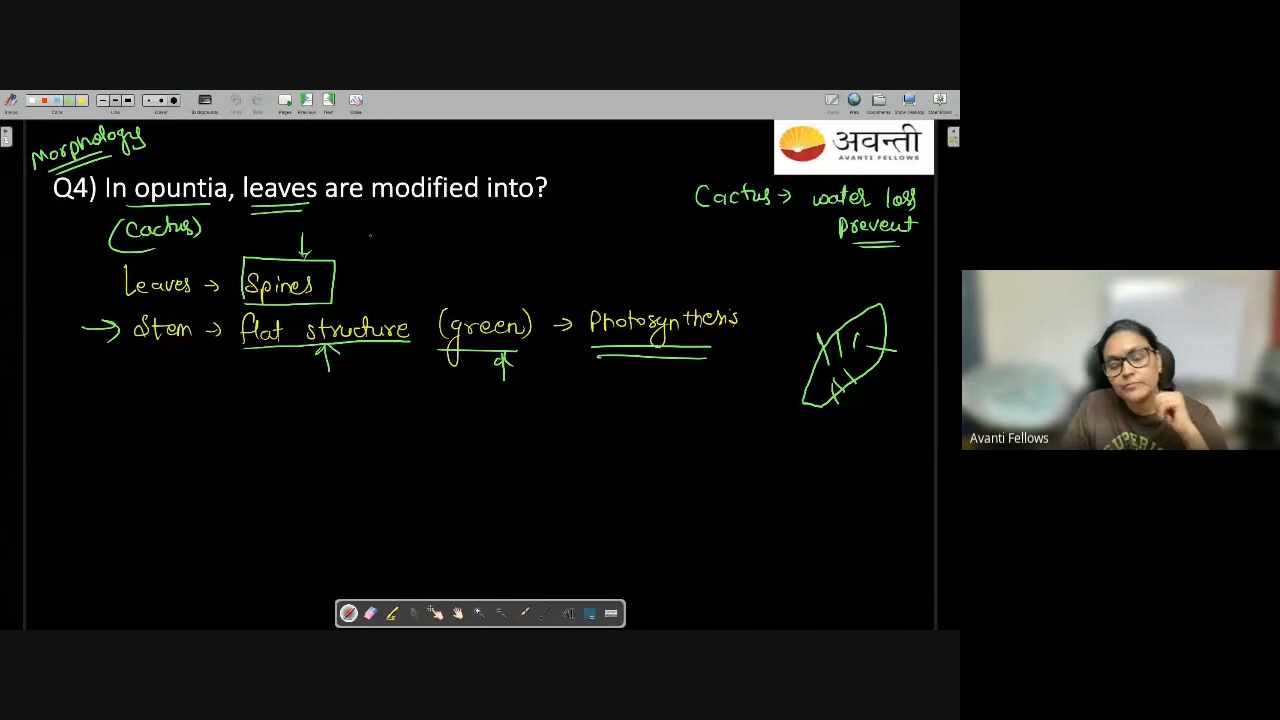 Morphology
अवन्ती
AVANTI FELLOWS
Q4) In opuntia, leaves are modified into?
(Cactus)
Cactus → water loss
prevent
Leaves → Spines
Stem → flat structure (green) → Photosynthesis
Avanti Fellows
SUPERI